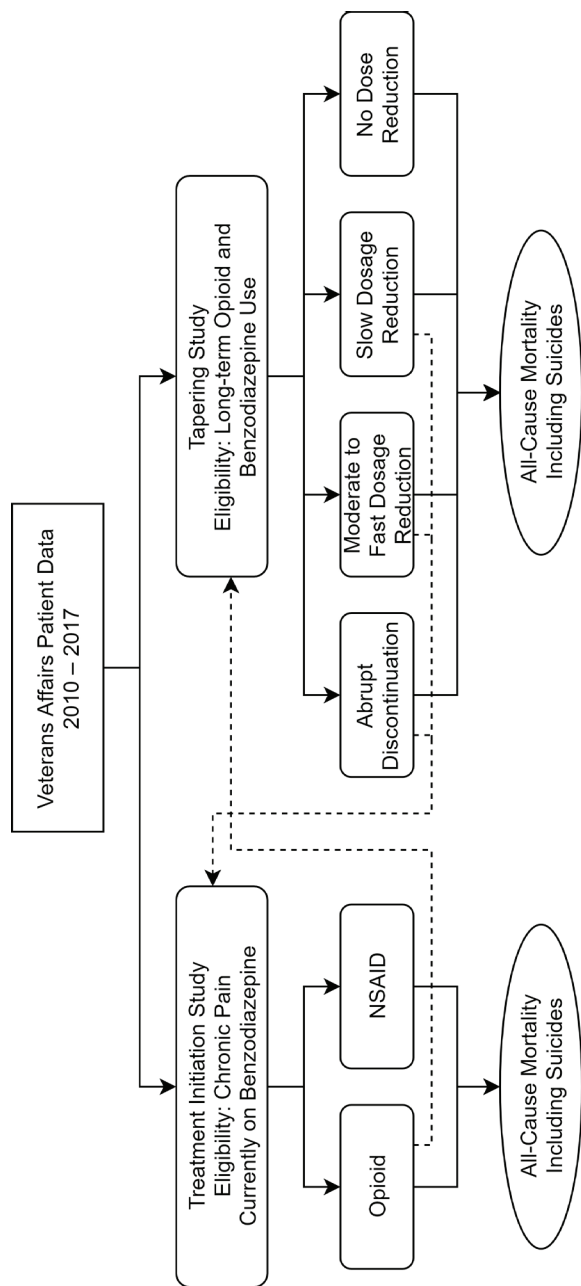 Veterans Affairs Patient Data
2010 – 2017
Treatment Initiation Study
Eligibility: Chronic Pain
Currently on Benzodiazepine
Tapering Study
Eligibility: Long-term Opioid and
Benzodiazepine Use
Opioid
NSAID
Abrupt
Discontinuation
Moderate to
Fast Dosage
Reduction
Slow Dosage
Reduction
No Dose
Reduction
All-Cause Mortality
Including Suicides
All-Cause Mortality
Including Suicides